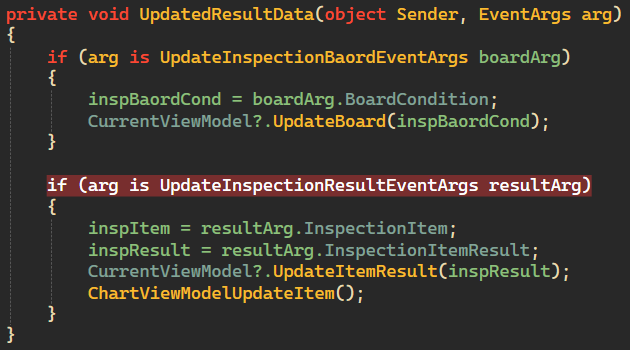 private void UpdatedResultData(object Sender, EventArgs arg)
{
    if (arg is UpdateInspectionBaordEventArgs boardArg)
    {
        inspBaordCond = boardArg.BoardCondition;
        CurrentViewModel?.UpdateBoard(inspBaordCond);
    }

    if (arg is UpdateInspectionResultEventArgs resultArg)
    {
        inspItem = resultArg.InspectionItem;
        inspResult = resultArg.InspectionItemResult;
        CurrentViewModel?.UpdateItemResult(inspResult);
        ChartViewModelUpdateItem();
    }
}